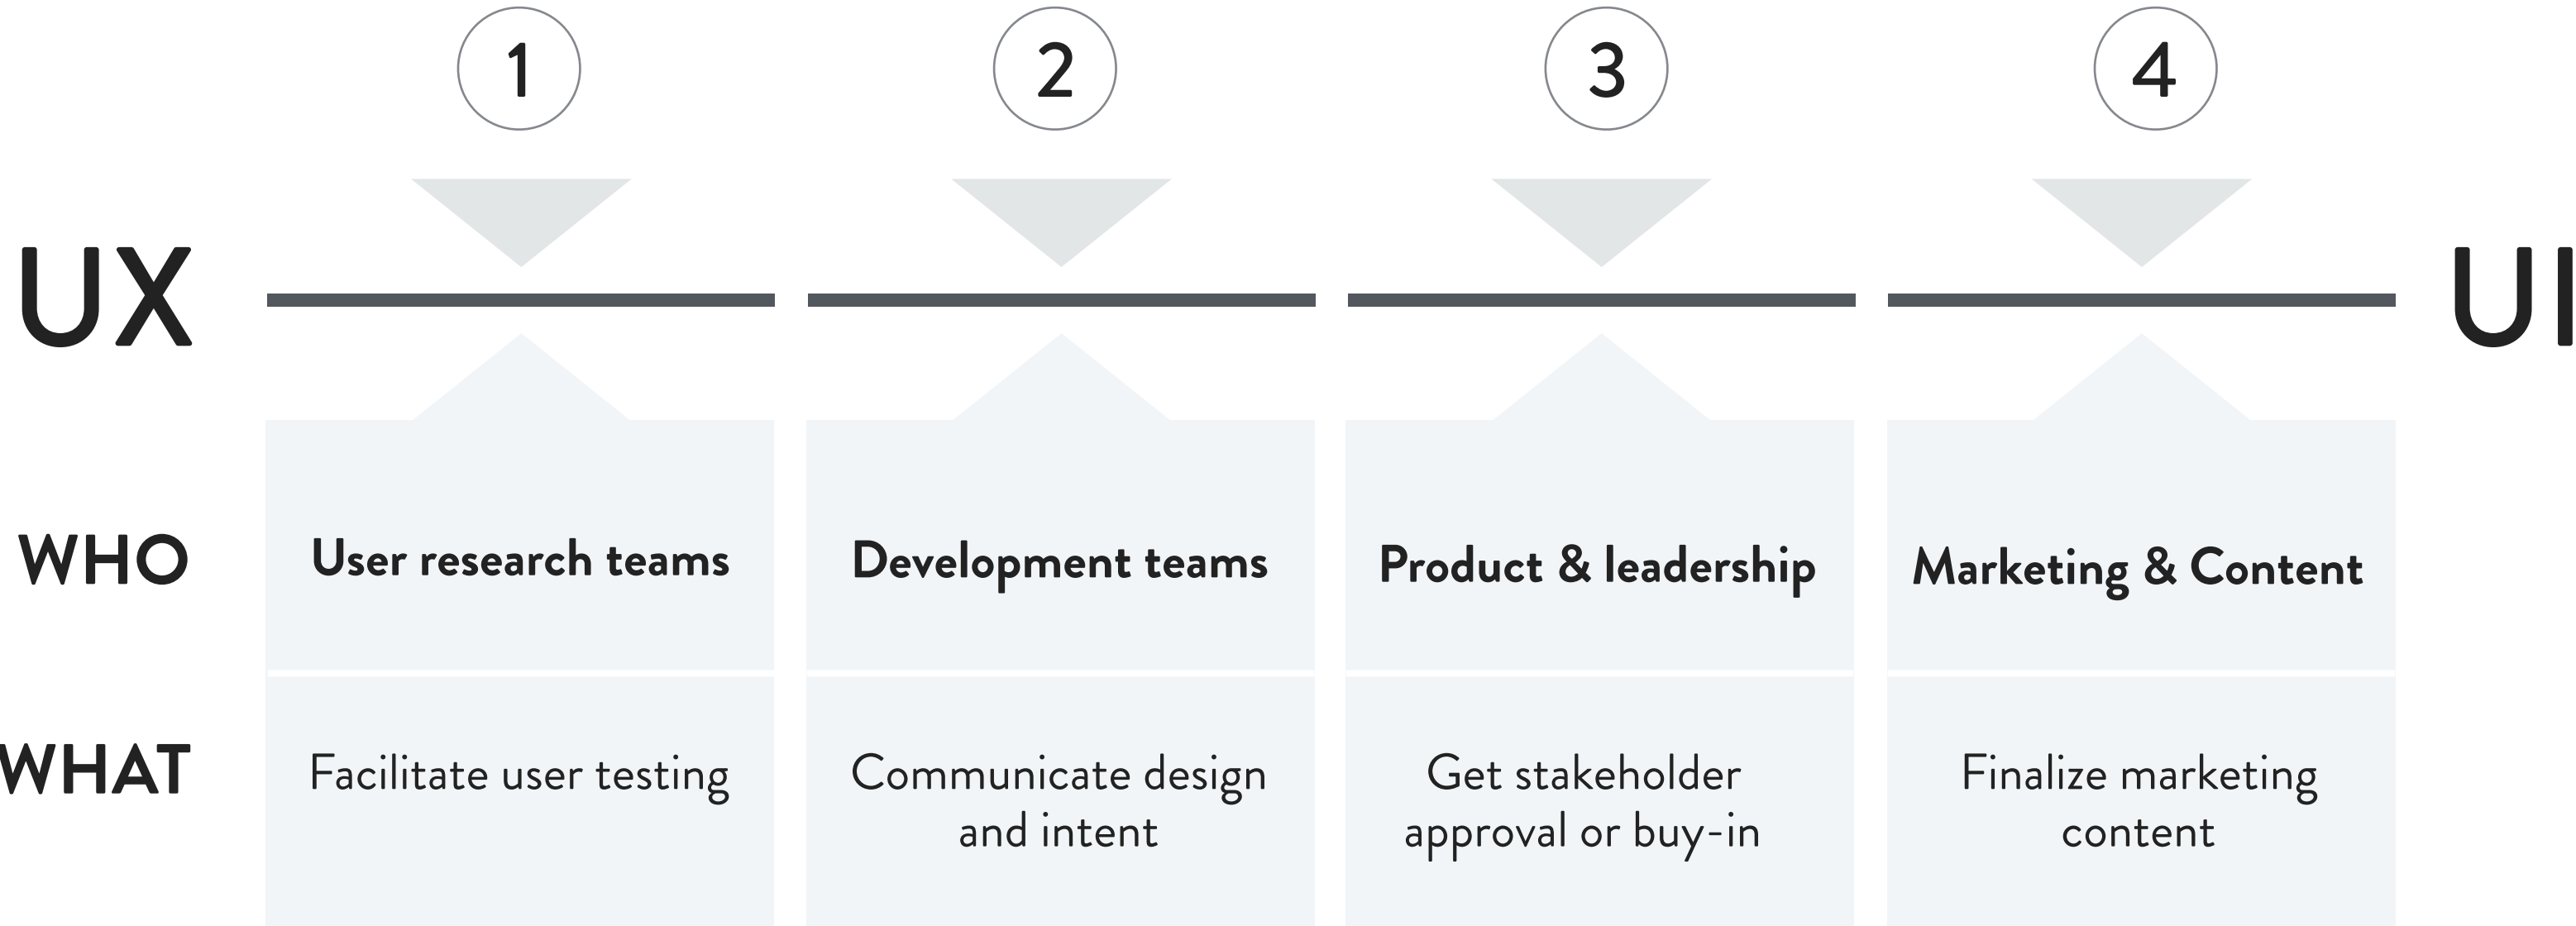 1
2
3
4
UX
UI
WHO
User research teams
Development teams
Product & leadership
Marketing & Content
WHAT
Facilitate user testing
Communicate design
and intent
Get stakeholder
approval or buy-in
Finalize marketing
content